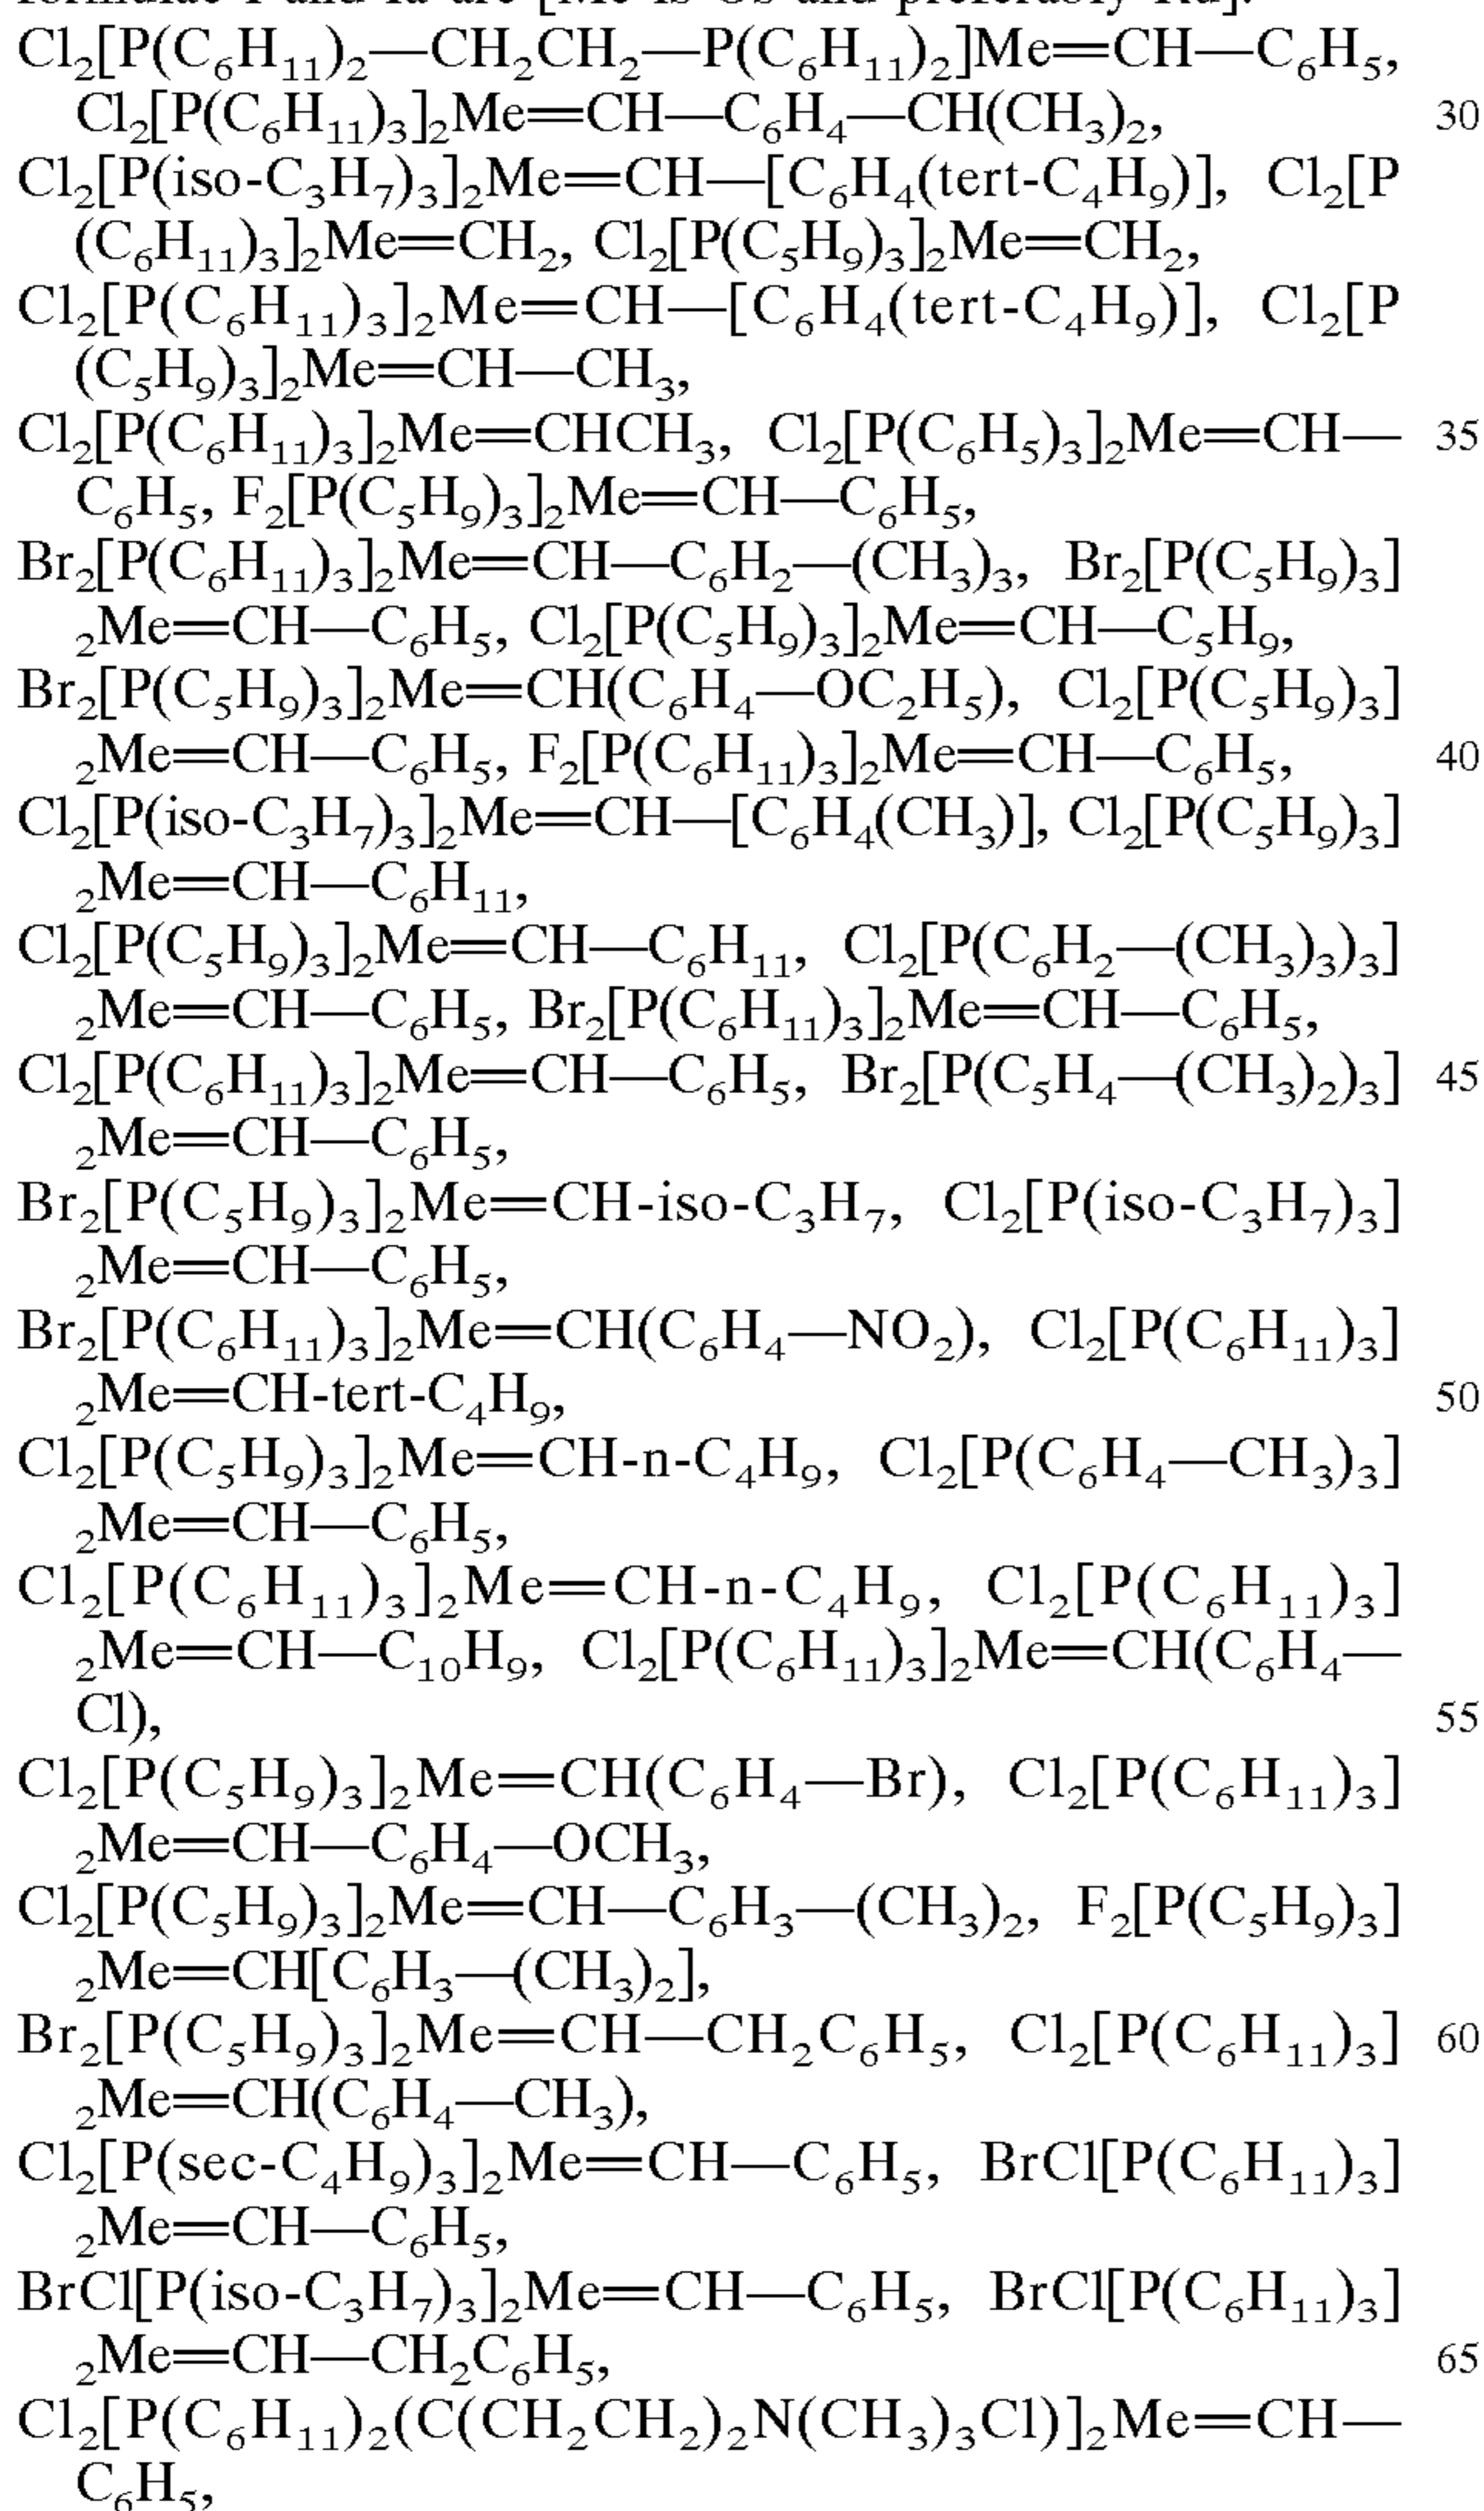 Cl₂[P(C₆H₁₁)₂—CH₂CH₂—P(C₆H₁₁)₂]Me═CH—C₆H₅,
Cl₂[P(C₆H₁₁)₃]₂Me═CH—C₆H₄—CH(CH₃)₂, 30
Cl₂[P(iso-C₃H₇)₃]₂Me═CH—[C₆H₄(tert-C₄H₉)], Cl₂[P
(C₆H₁₁)₃]₂Me═CH₂, Cl₂[P(C₅H₉)₃]₂Me═CH₂,
Cl₂[P(C₆H₁₁)₃]₂Me═CH—[C₆H₄(tert-C₄H₉)], Cl₂[P
(C₅H₉)₃]₂Me═CH—CH₃,
Cl₂[P(C₆H₁₁)₃]₂Me═CHCH₃, Cl₂[P(C₆H₅)₃]₂Me═CH— 35
C₆H₅, F₂[P(C₅H₉)₃]₂Me═CH—C₆H₅,
Br₂[P(C₆H₁₁)₃]₂Me═CH—C₆H₂—(CH₃)₃, Br₂[P(C₅H₉)₃]
₂Me═CH—C₆H₅, Cl₂[P(C₅H₉)₃]₂Me═CH—C₅H₉,
Br₂[P(C₅H₉)₃]₂Me═CH(C₆H₄—OC₂H₅), Cl₂[P(C₅H₉)₃]
₂Me═CH—C₆H₅, F₂[P(C₆H₁₁)₃]₂Me═CH—C₆H₅, 40
Cl₂[P(iso-C₃H₇)₃]₂Me═CH—[C₆H₄(CH₃)], Cl₂[P(C₅H₉)₃]
₂Me═CH—C₆H₁₁,
Cl₂[P(C₅H₉)₃]₂Me═CH—C₆H₁₁, Cl₂[P(C₆H₂—(CH₃)₃)₃]
₂Me═CH—C₆H₅, Br₂[P(C₆H₁₁)₃]₂Me═CH—C₆H₅,
Cl₂[P(C₆H₁₁)₃]₂Me═CH—C₆H₅, Br₂[P(C₅H₄—(CH₃)₂)₃] 45
₂Me═CH—C₆H₅,
Br₂[P(C₅H₉)₃]₂Me═CH-iso-C₃H₇, Cl₂[P(iso-C₃H₇)₃]
₂Me═CH—C₆H₅,
Br₂[P(C₆H₁₁)₃]₂Me═CH(C₆H₄—NO₂), Cl₂[P(C₆H₁₁)₃]
₂Me═CH-tert-C₄H₉, 50
Cl₂[P(C₅H₉)₃]₂Me═CH-n-C₄H₉, Cl₂[P(C₆H₄—CH₃)₃]
₂Me═CH—C₆H₅,
Cl₂[P(C₆H₁₁)₃]₂Me═CH-n-C₄H₉, Cl₂[P(C₆H₁₁)₃]
₂Me═CH—C₁₀H₉, Cl₂[P(C₆H₁₁)₃]₂Me═CH(C₆H₄—
Cl), 55
Cl₂[P(C₅H₉)₃]₂Me═CH(C₆H₄—Br), Cl₂[P(C₆H₁₁)₃]
₂Me═CH—C₆H₄—OCH₃,
Cl₂[P(C₅H₉)₃]₂Me═CH—C₆H₃—(CH₃)₂, F₂[P(C₅H₉)₃]
₂Me═CH[C₆H₃—(CH₃)₂],
Br₂[P(C₅H₉)₃]₂Me═CH—CH₂C₆H₅, Cl₂[P(C₆H₁₁)₃] 60
₂Me═CH(C₆H₄—CH₃),
Cl₂[P(sec-C₄H₉)₃]₂Me═CH—C₆H₅, BrCl[P(C₆H₁₁)₃]
₂Me═CH—C₆H₅,
BrCl[P(iso-C₃H₇)₃]₂Me═CH—C₆H₅, BrCl[P(C₆H₁₁)₃]
₂Me═CH—CH₂C₆H₅, 65
Cl₂[P(C₆H₁₁)₂(C(CH₂CH₂)₂N(CH₃)₃Cl)]₂Me═CH—
C₆H₅,